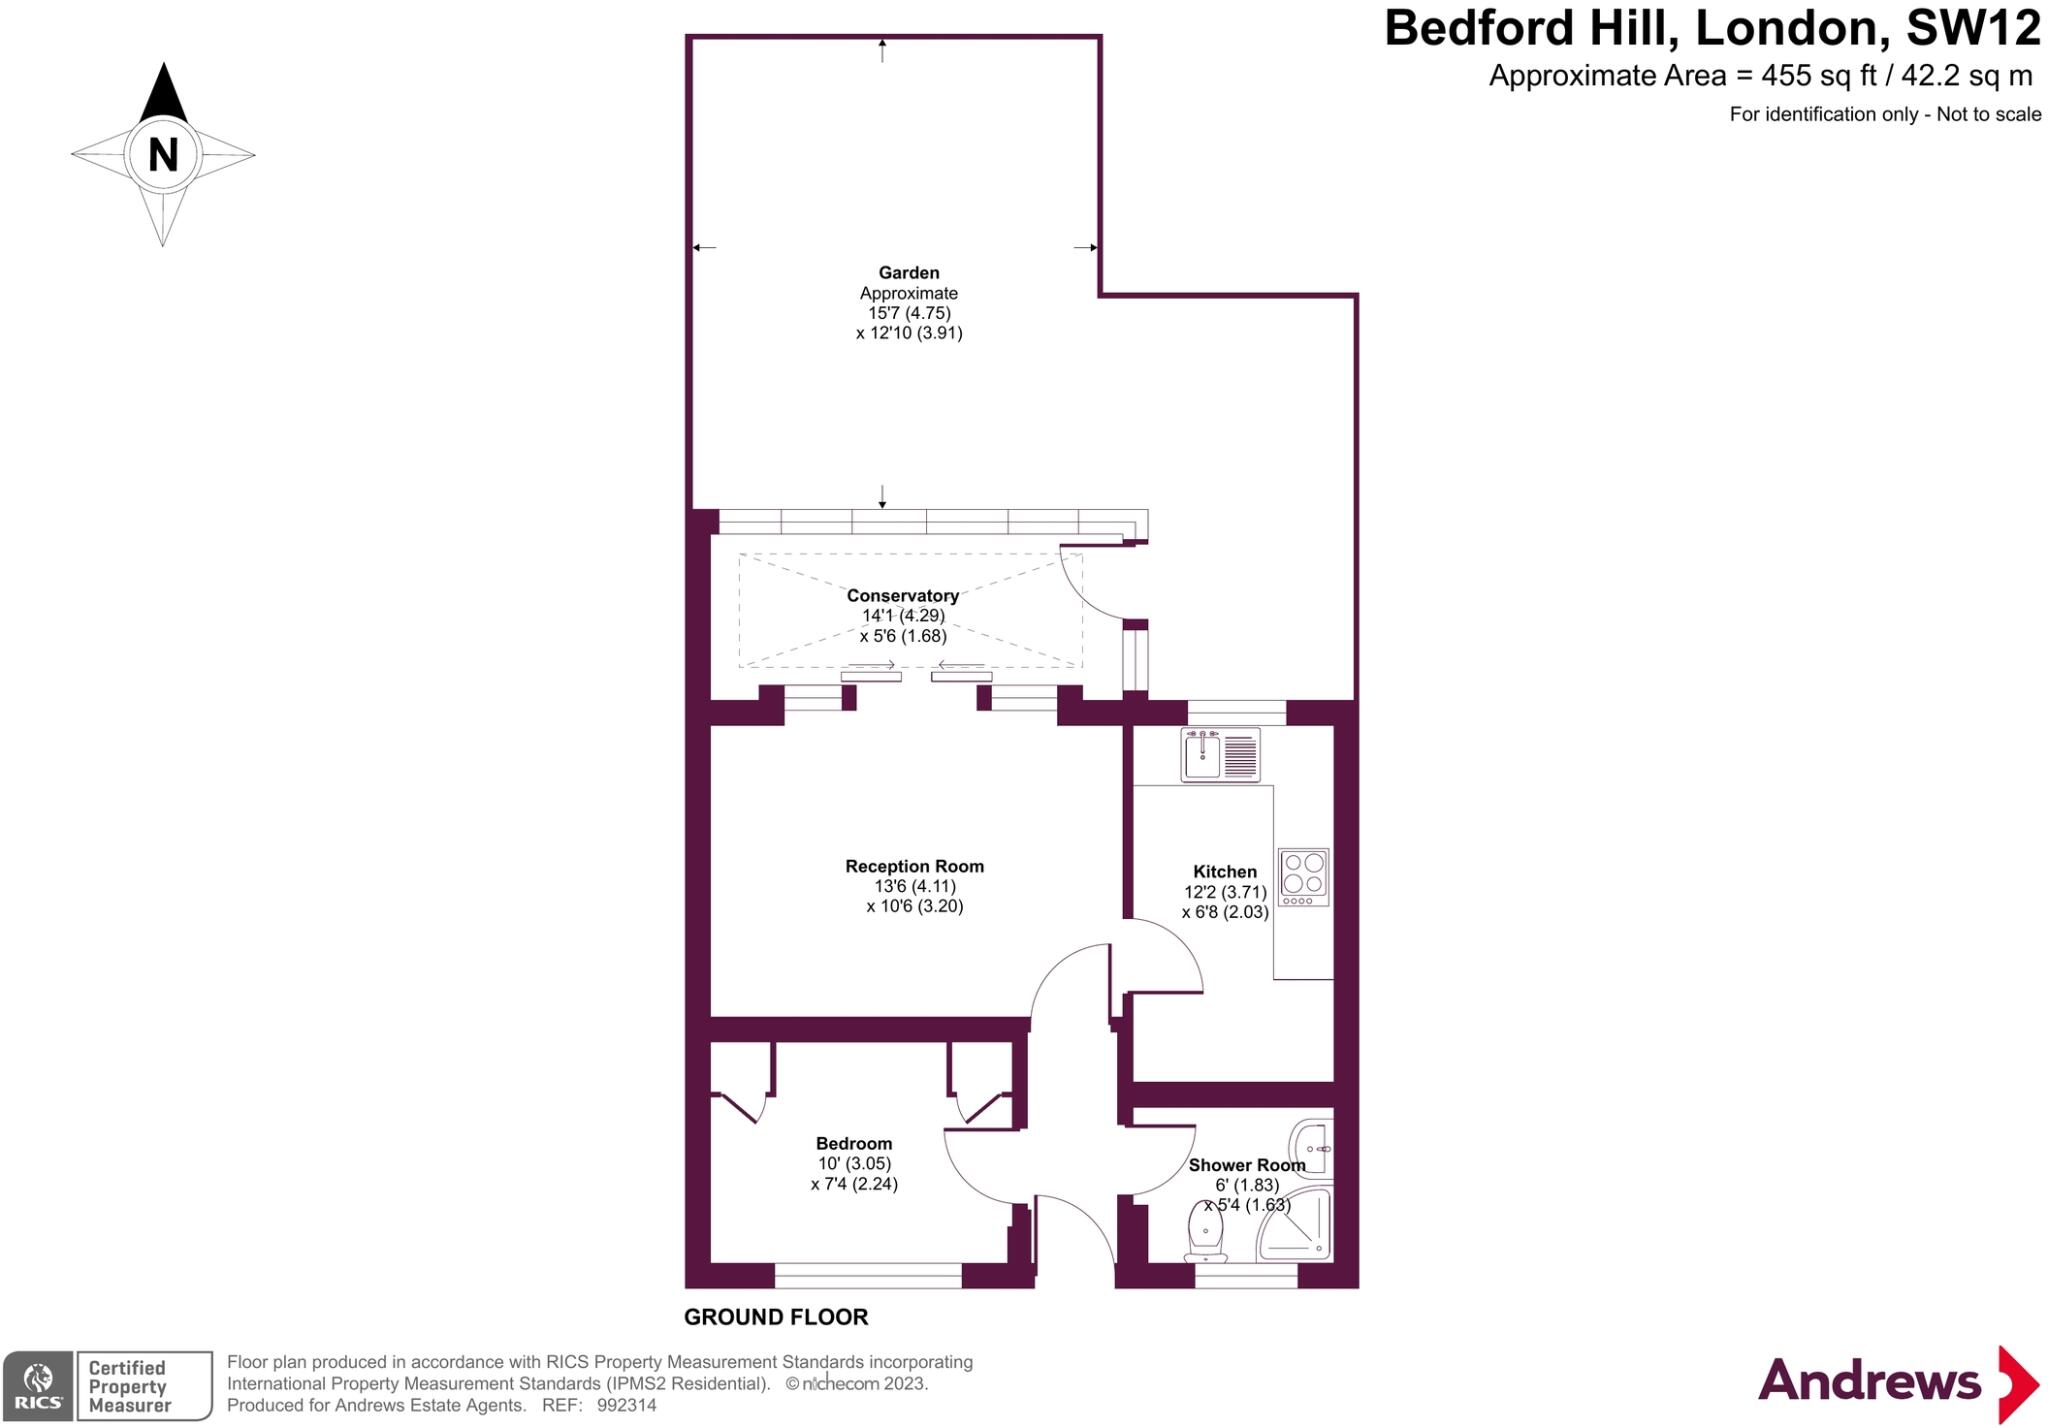 Bedford Hill, London, SW12
Approximate Area = 455 sq ft / 42.2 sq m
For identification only - Not to scale
N
Garden
Approximate
15'7 (4.75)
x 12'10 (3.91)
Conservatory
14'1 (4.29)
x 5'6 (1.68)
Reception Room
13'6 (4.11)
x 10'6 (3.20)
Kitchen
12'2 (3.71)
x 6'8 (2.03)
Bedroom
10' (3.05)
x 7'4 (2.24)
Shower Room
6' (1.83)
x 5'4 (1.63)
GROUND FLOOR
RICS
Certified
Property
Measurer
Floor plan produced in accordance with RICS Property Measurement Standards incorporating
International Property Measurement Standards (IPMS2 Residential). © nichecom 2023.
Produced for Andrews Estate Agents. REF: 992314
Andrews